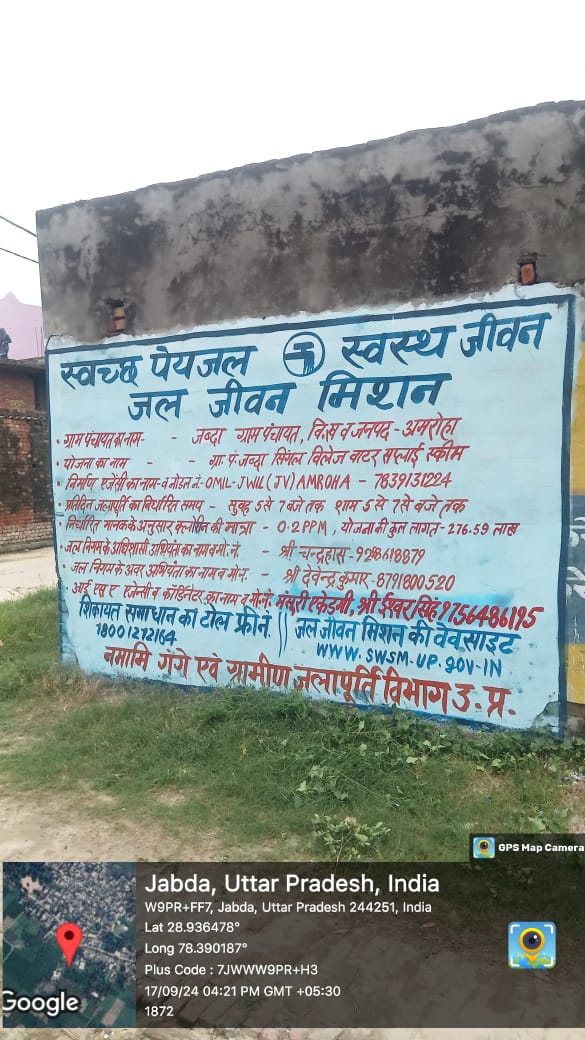 स्वच्छ पेयजल स्वस्थ जीवन
जल जीवन मिशन
• ग्राम पंचायत का नाम- - जब्दा ग्राम पंचायत, वि.ख व जनपद - अमरोहा
• योजना का नाम - ग्रा. पं. जब्दा सिंगल विलेज वाटर सप्लाई स्कीम
• निर्माण एजेंसी का नाम व मो.नं.- OMIL-JWIL (JV) AMROHA - 7839131224
• प्रतिदिन जलापूर्ति का निर्धारित समय - सुबह 5 से 7 बजे तक शाम 5 से 7 से बजे तक
• निर्धारित मानक के अनुसार क्लोरीन की मात्रा - 0.2 PPM, योजना की कुल लागत - 276.59 लाख
• जल निगम के अधिशासी अभियंता का नाम व मो. नं. - श्री चन्द्रहास -
• जल निगम के अवर अभियंता का नाम व मो.नं. - श्री देवेन्द्र कुमार - 8791800520
• आई एस ए एजेन्सी व कॉर्डिनेटर का नाम व मो.नं. मंसूरी एकेडमी, श्री ईश्वर सिंह 9756486195
शिकायत समाधान का टोल फ्री नं. || जल जीवन मिशन की वेबसाइट
18001212164 WWW.SWSM-UP.GOV-IN
नमामि गंगे एवं ग्रामीण जलापूर्ति विभाग उ. प्र.
GPS Map Camera
Jabda, Uttar Pradesh, India
W9PR+FF7, Jabda, Uttar Pradesh 244251, India
Lat 28.936478°
Long 78.390187°
Plus Code : 7JWWW9PR+H3
17/09/24 04:21 PM GMT +05:30
1872
Google